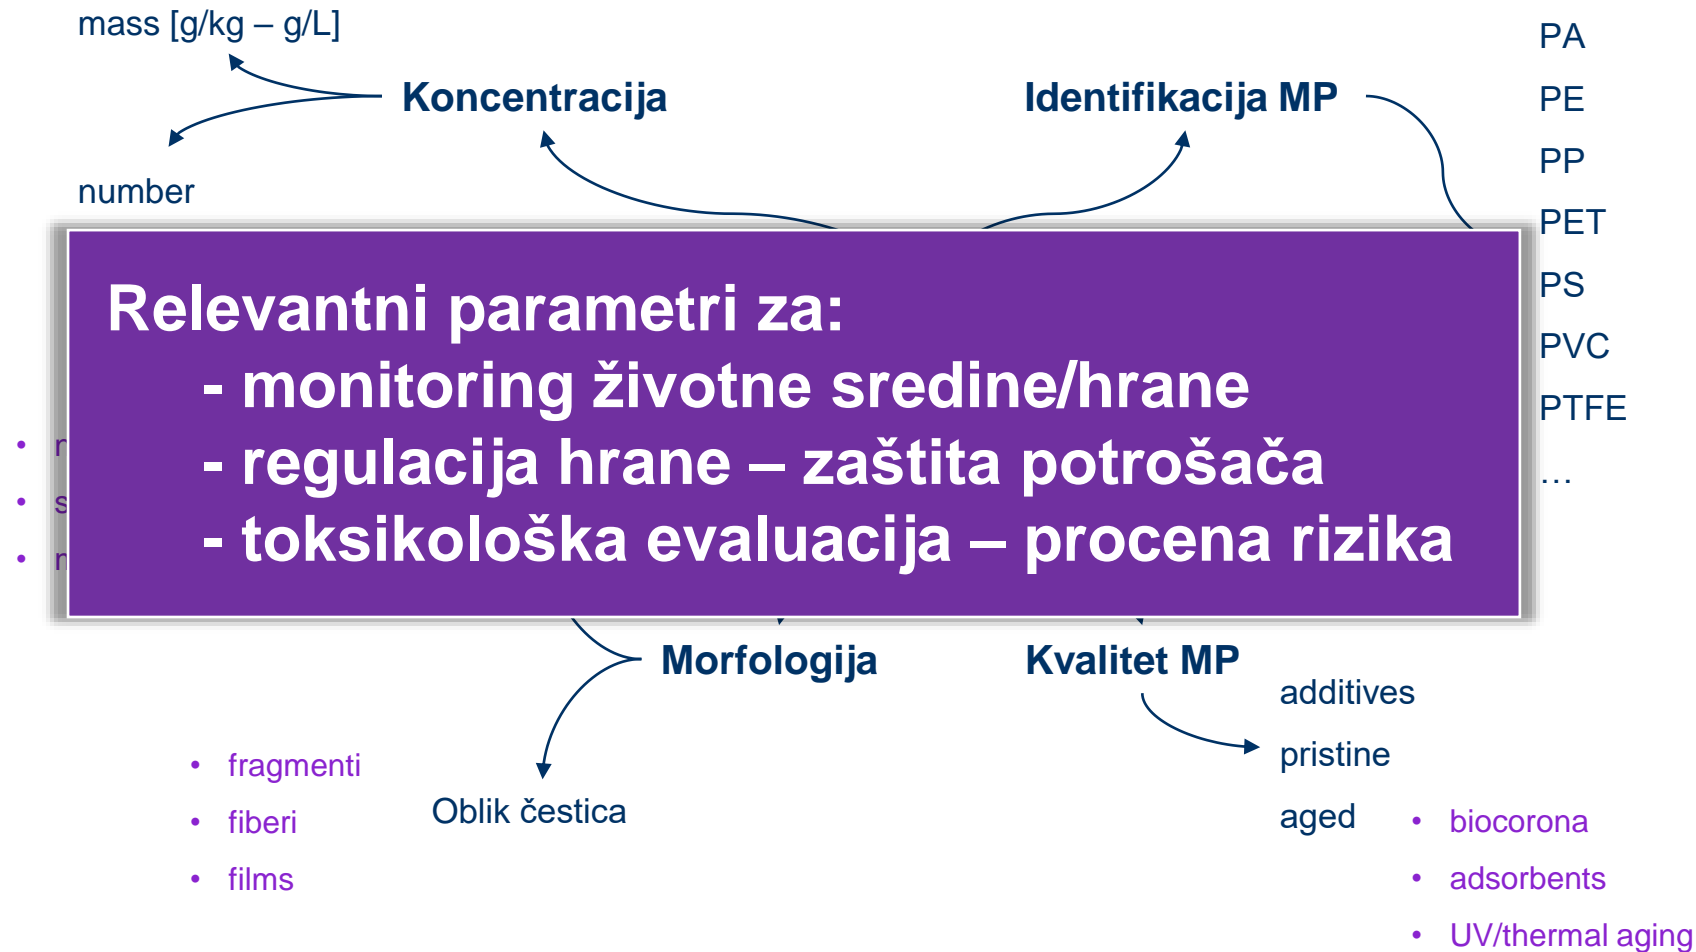 mass [g/kg – g/L]
Koncentracija
number
Identifikacija MP
PA
PE
PP
PET
PS
PVC
PTFE
…
Relevantni parametri za:
- monitoring životne sredine/hrane
- regulacija hrane – zaštita potrošača
- toksikološka evaluacija – procena rizika
Morfologija
Oblik čestica
• fragmenti
• fiberi
• films
Kvalitet MP
additives
pristine
aged
• biocorona
• adsorbents
• UV/thermal aging